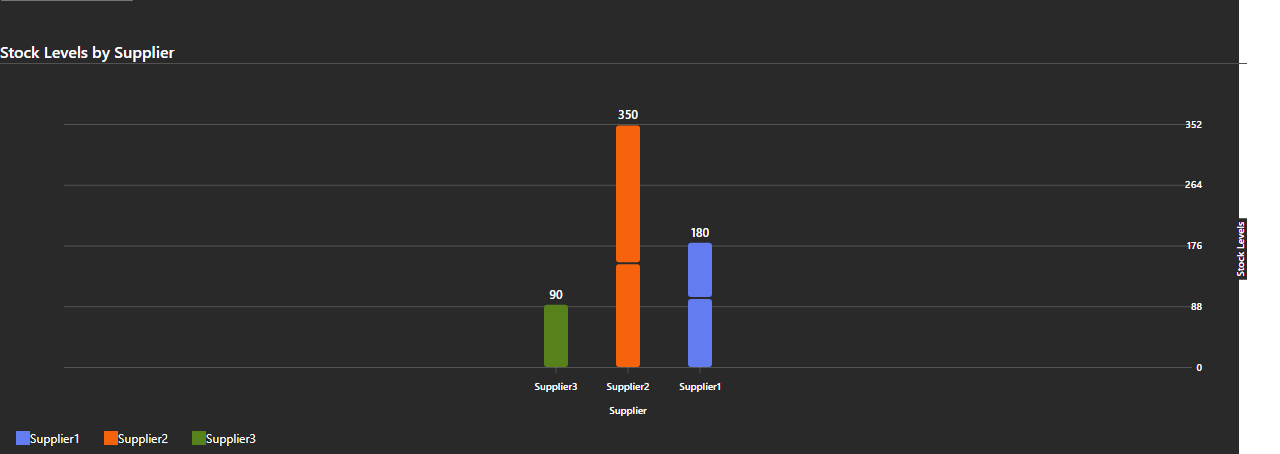 Stock Levels by Supplier
350
352
264
180
176
Stock Levels
90
88
0
Supplier3
Supplier2
Supplier1
Supplier
Supplier1
Supplier2
Supplier3